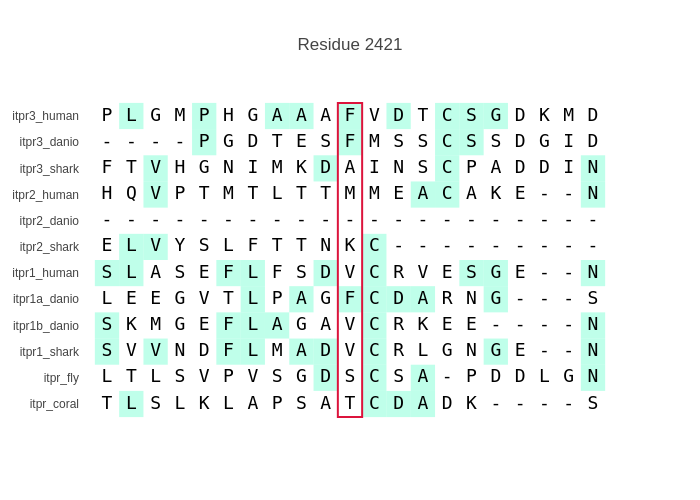 Residue 2421
itpr3_human P L G M P H G A A A F V D T C S G D K M D
itpr3_danio - - - - P G D T E S F M S S C S S D G I D
itpr3_shark F T V H G N I M K D A I N S C P A D D I N
itpr2_human H Q V P T M T L T T M M E A C A K E - - N
itpr2_danio - - - - - - - - - - - - - - - - - - - - -
itpr2_shark E L V Y S L F T T N K C - - - - - - - - -
itpr1_human S L A S E F L F S D V C R V E S G E - - N
itpr1a_danio L E E G V T L P A G F C D A R N G - - - S
itpr1b_danio S K M G E F L A G A V C R K E E - - - - N
itpr1_shark S V V N D F L M A D V C R L G N G E - - N
itpr_fly L T L S V P V S G D S C S A - P D D L G N
itpr_coral T L S L K L A P S A T C D A D K - - - - S